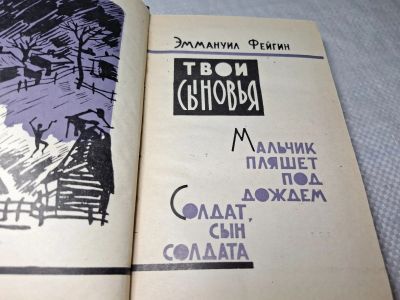 Эммануил Фейгин
ТВОИ
СЫНОВЬЯ
Мальчик
пляшет
под
дождем
Солдат,
сын
солдата